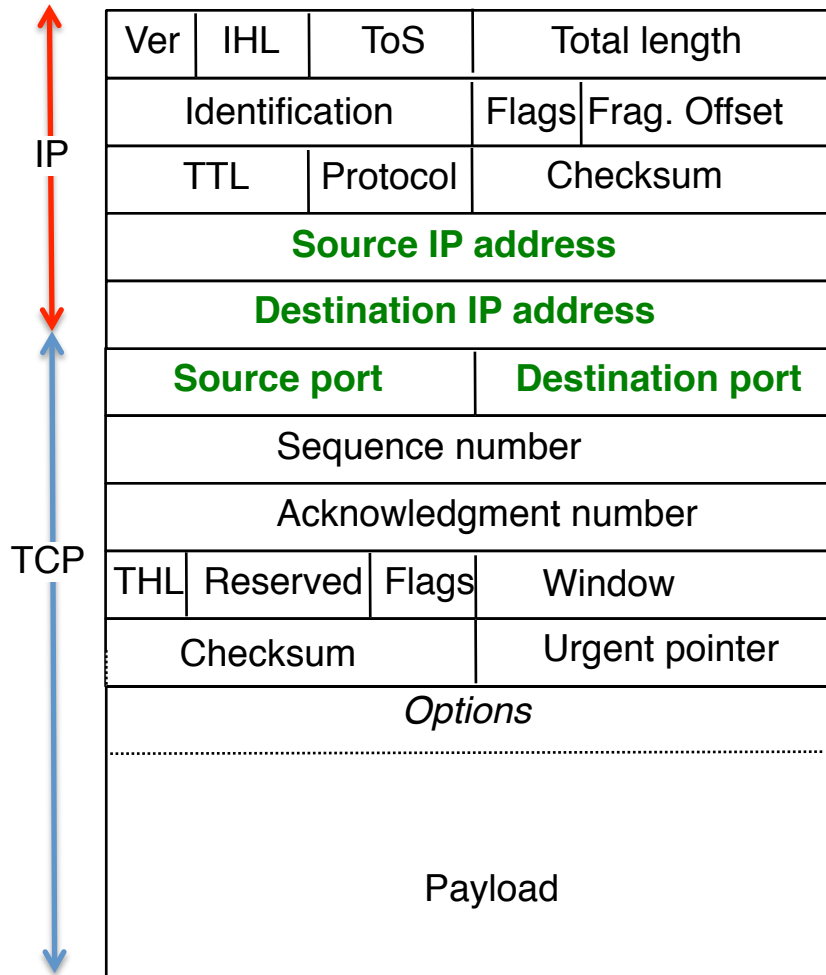 Ver IHL ToS Total length
Identification Flags Frag. Offset
IP
TTL Protocol Checksum
Source IP address
Destination IP address
Source port Destination port
Sequence number
Acknowledgment number
TCP
THL Reserved Flags Window
Checksum Urgent pointer
Options
Payload